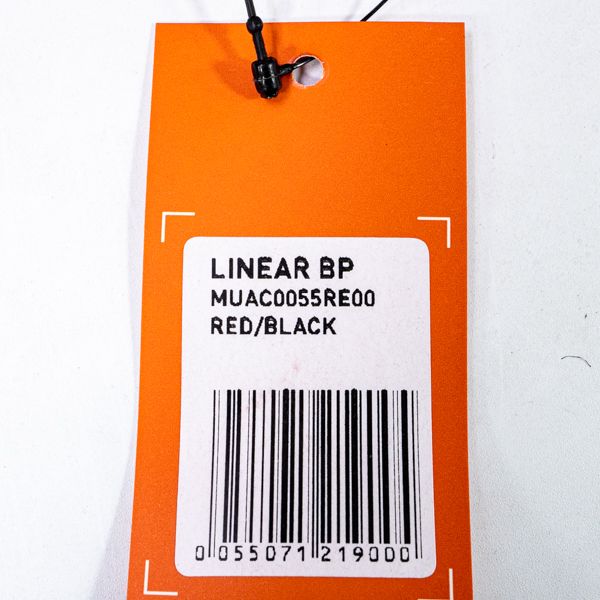 LINEAR BP
MUAC0055RE00
RED/BLACK
0 055071 219000